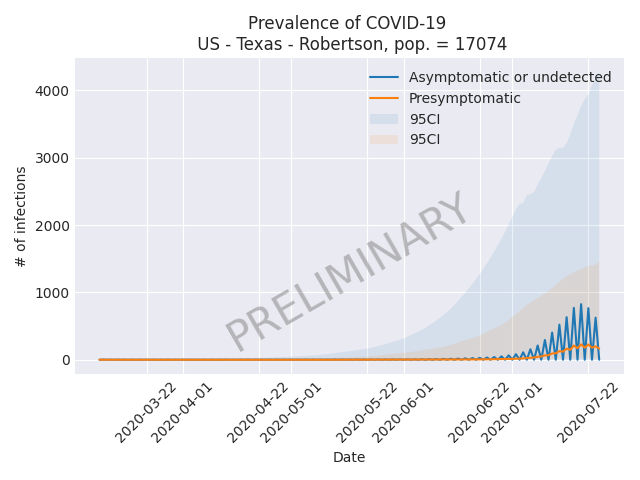 Prevalence of COVID-19
US - Texas - Robertson, pop. = 17074
Asymptomatic or undetected
Presymptomatic
95CI
95CI
# of infections
4000
3000
2000
1000
0
PRELIMINARY
2020-03-22
2020-04-01
2020-04-22
2020-05-01
2020-05-22
2020-06-01
2020-06-22
2020-07-01
2020-07-22
Date